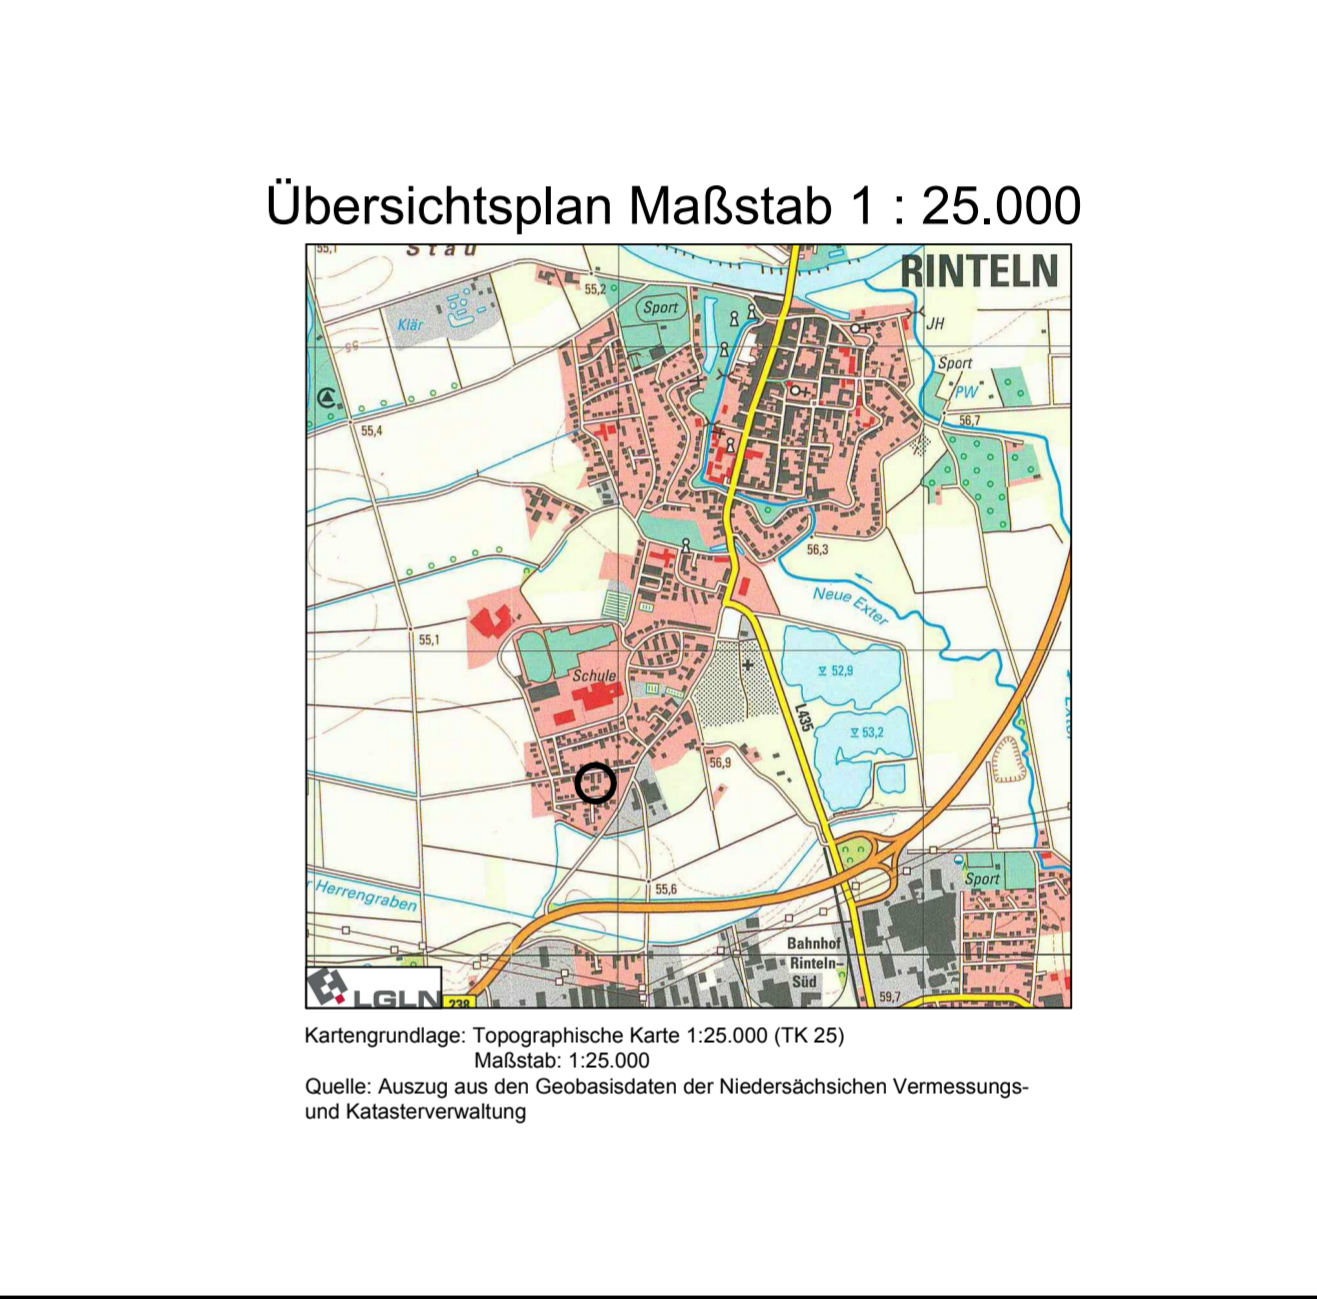 Übersichtsplan Maßstab 1 : 25.000
55,1
Stau
RINTELN
55,2
Sport
Klär
JH
55
Sport
PW
56,7
55,4
56,3
Neue Exter
55,1
Schule
52,9
L435
53,2
56,9
Herrengraben
55,6
Sport
Bahnhof
Rinteln-
Süd
59,7
LGLN
238
Kartengrundlage: Topographische Karte 1:25.000 (TK 25)
Maßstab: 1:25.000
Quelle: Auszug aus den Geobasisdaten der Niedersächsichen Vermessungs-
und Katasterverwaltung